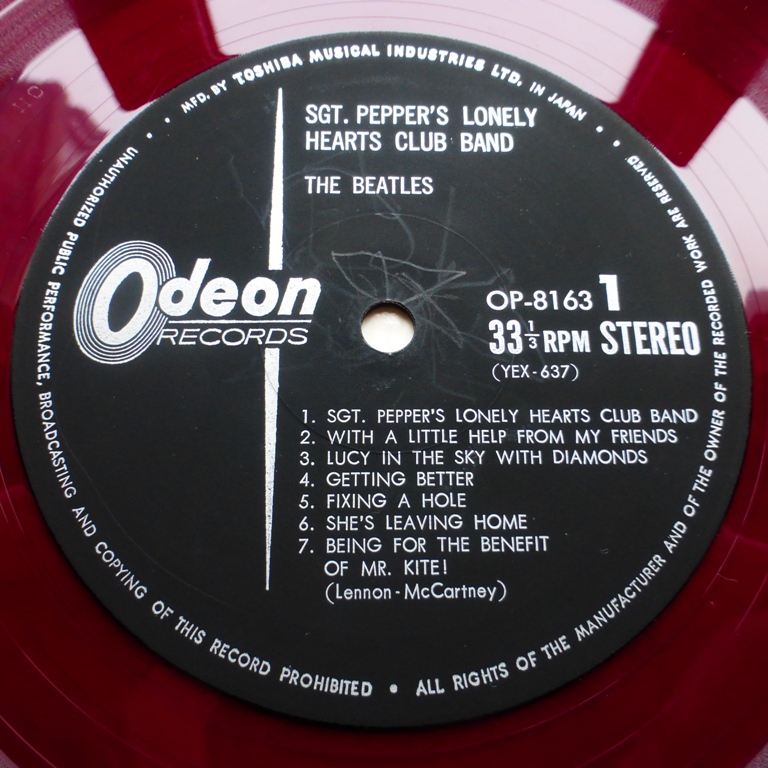 MFD. BY TOSHIBA MUSICAL INDUSTRIES LTD. IN JAPAN
SGT. PEPPER'S LONELY
HEARTS CLUB BAND
THE BEATLES
Odeon
RECORDS
OP-8163 1
33⅓ RPM STEREO
(YEX-637)
1. SGT. PEPPER'S LONELY HEARTS CLUB BAND
2. WITH A LITTLE HELP FROM MY FRIENDS
3. LUCY IN THE SKY WITH DIAMONDS
4. GETTING BETTER
5. FIXING A HOLE
6. SHE'S LEAVING HOME
7. BEING FOR THE BENEFIT
OF MR. KITE!
(Lennon-McCartney)
UNAUTHORIZED PUBLIC PERFORMANCE, BROADCASTING AND COPYING OF THIS RECORD PROHIBITED • ALL RIGHTS OF THE MANUFACTURER AND OF THE OWNER OF THE RECORDED WORK ARE RESERVED